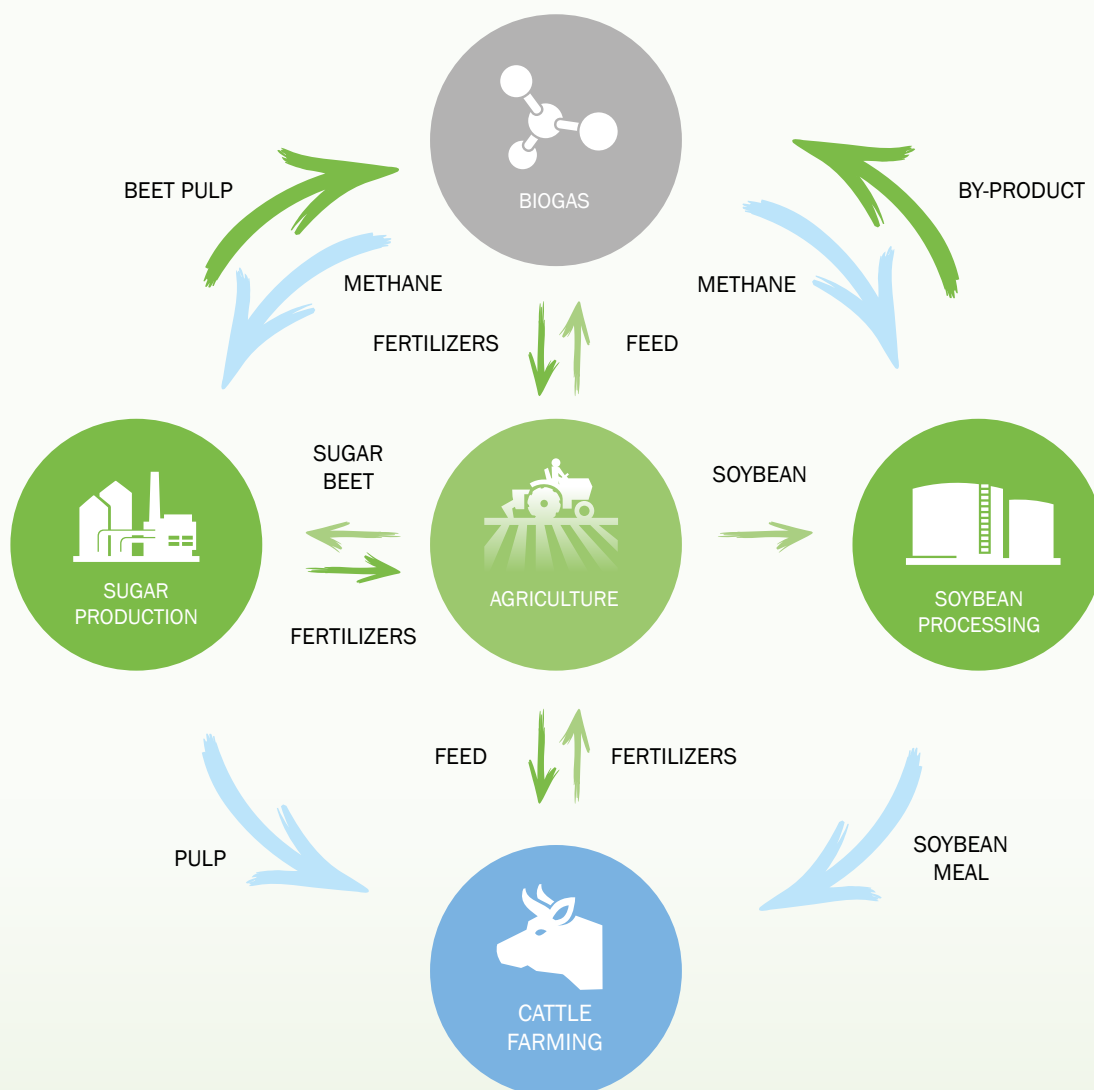 BIOGAS
BEET PULP
BY-PRODUCT
METHANE
METHANE
FERTILIZERS
FEED
SUGAR
BEET
SOYBEAN
SUGAR
PRODUCTION
AGRICULTURE
SOYBEAN
PROCESSING
FERTILIZERS
FEED
FERTILIZERS
PULP
SOYBEAN
MEAL
CATTLE
FARMING